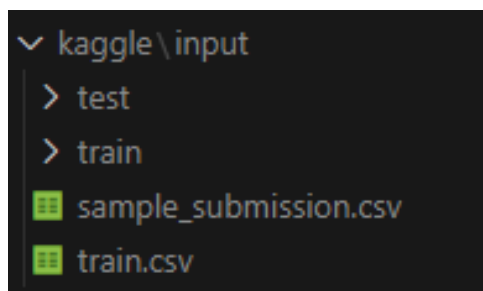 kaggle\input
test
train
sample_submission.csv
train.csv